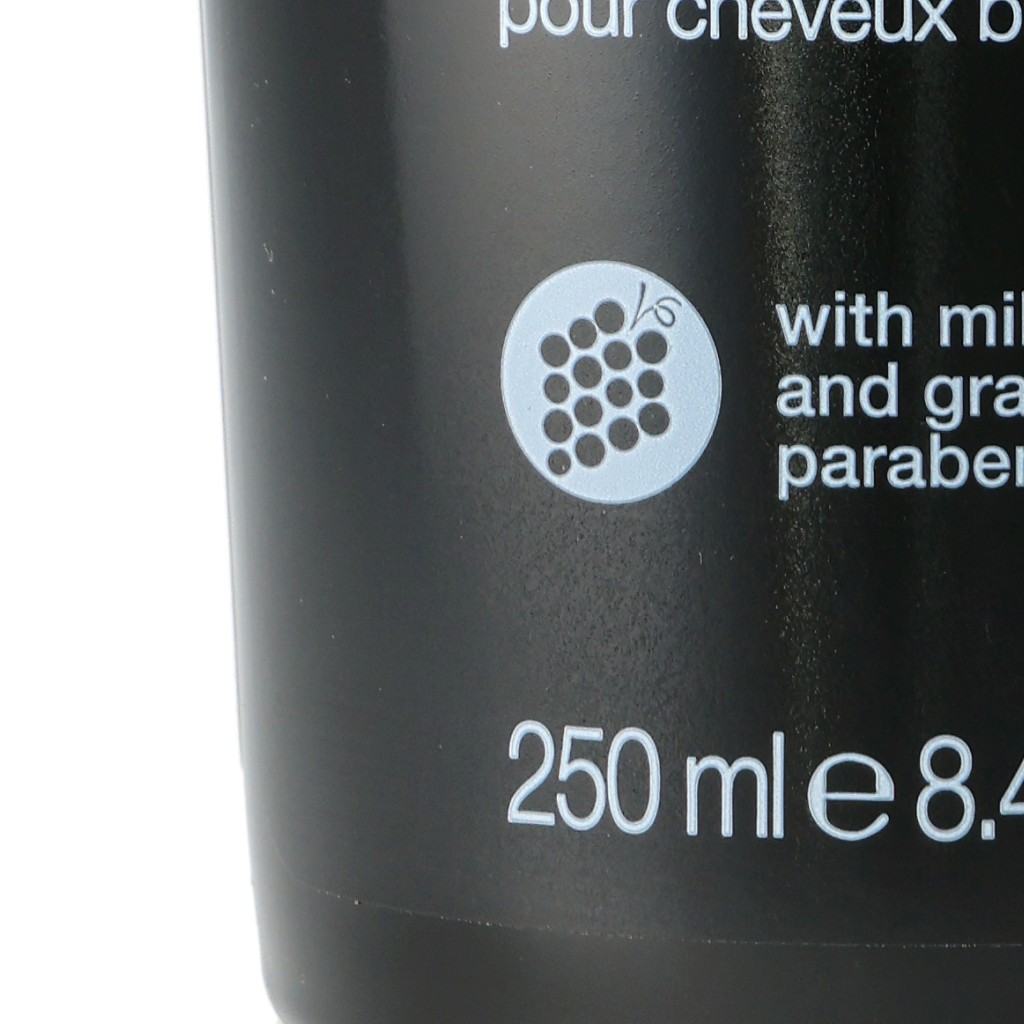 pour cheveux b
with mil
and gra
paraben
250 ml e 8.4